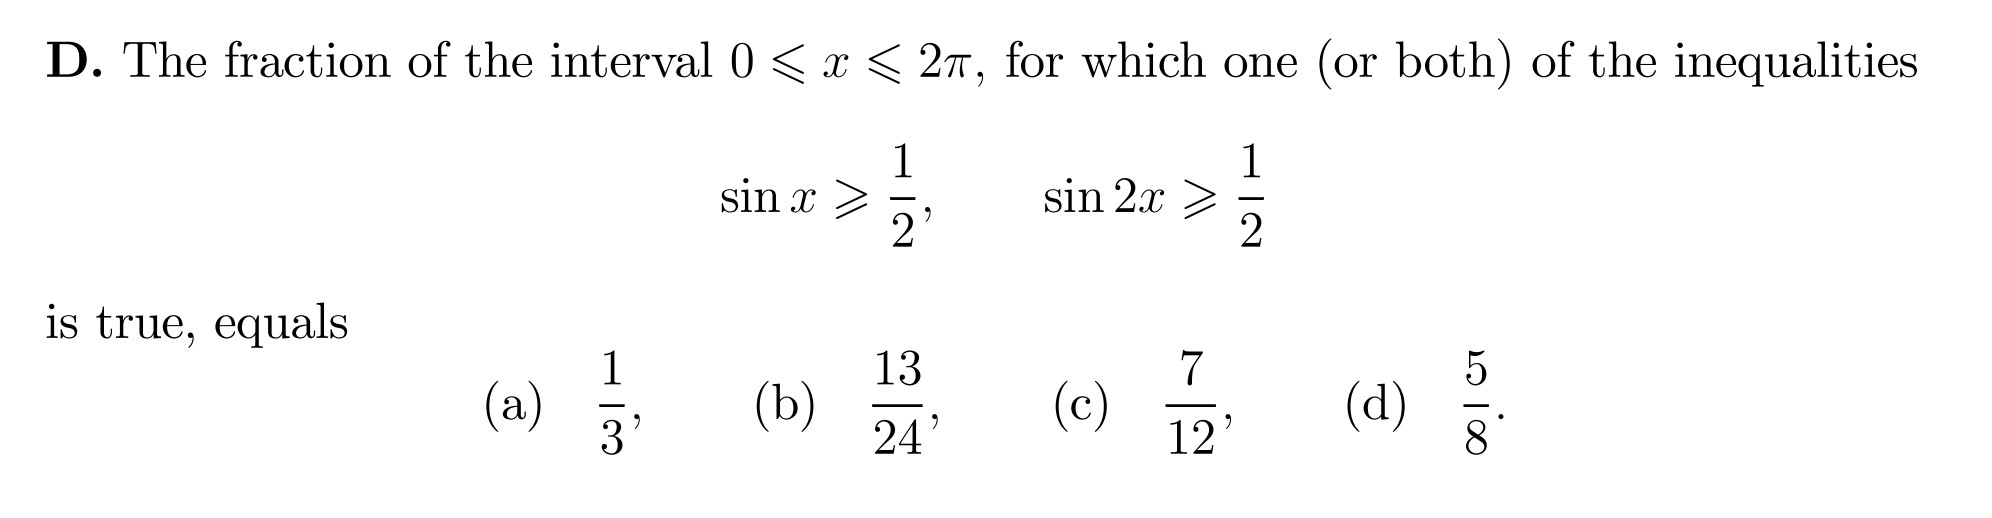 D. The fraction of the interval 0 ⩽ x ⩽ 2π, for which one (or both) of the inequalities
sin x ⩾ 1/2, sin 2x ⩾ 1/2
is true, equals
(a) 1/3, (b) 13/24, (c) 7/12, (d) 5/8.